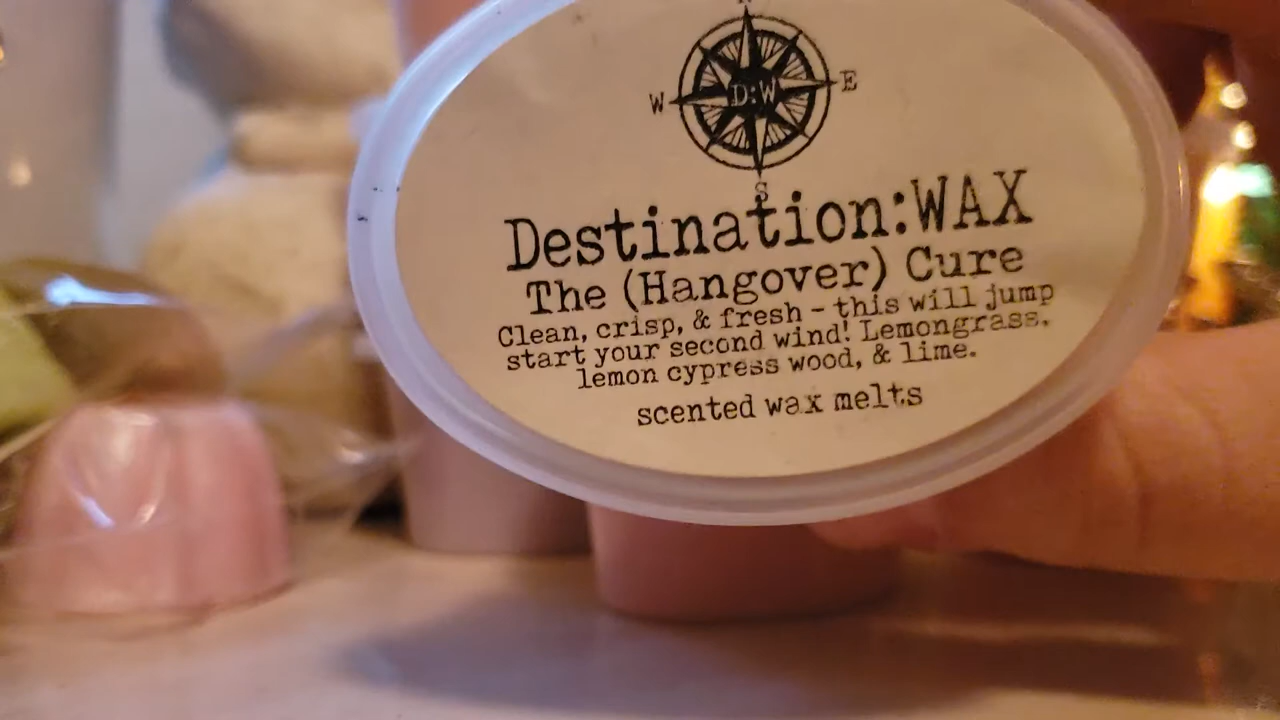 N
W D:W E
S
Destination:WAX
The (Hangover) Cure
Clean, crisp, & fresh - this will jump
start your second wind! Lemongrass,
lemon cypress wood, & lime.
scented wax melts